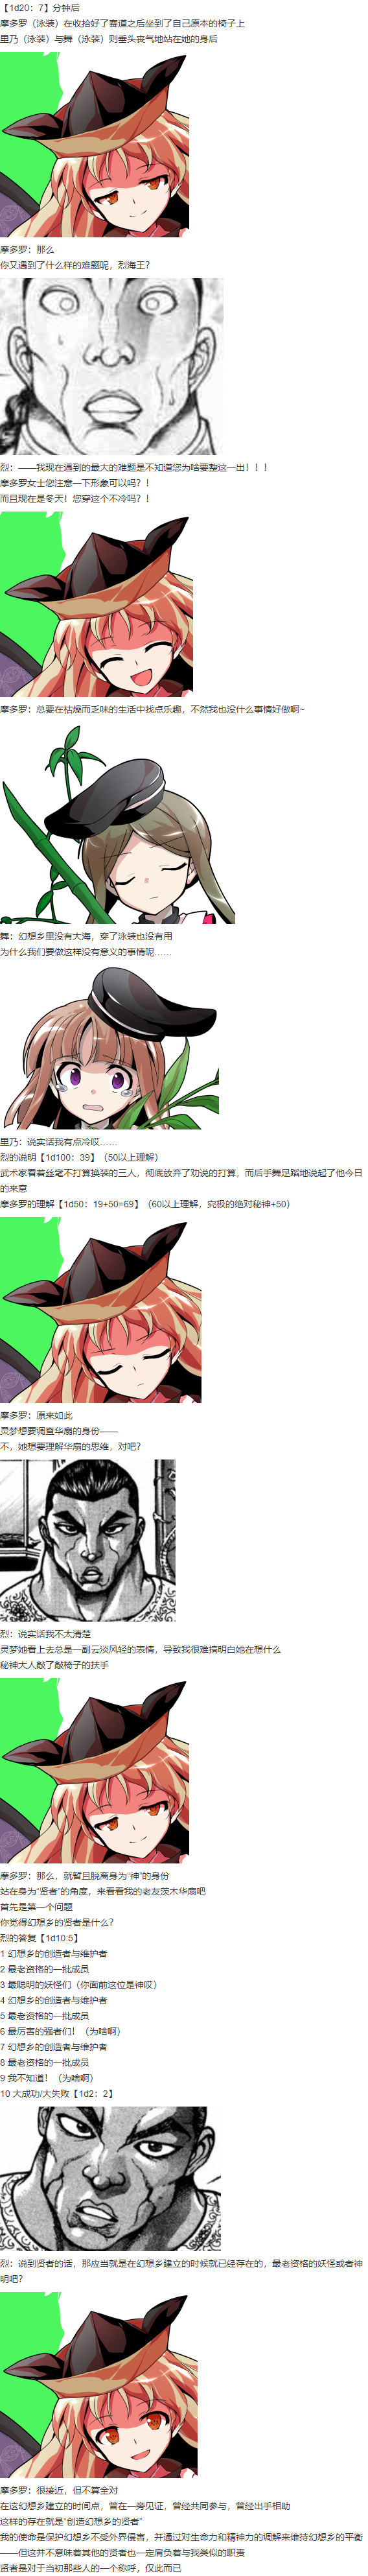 【1d20：7】分钟后
摩多罗（泳装）在收拾好了赛道之后坐到了自己原本的椅子上
里乃（泳装）与舞（泳装）则垂头丧气地站在她的身后
摩多罗：那么
你又遇到了什么样的难题呢，烈海王？
烈：——我现在遇到的最大的难题是不知道您为啥要整这一出！！！
摩多罗女士您注意一下形象可以吗？！
而且现在是冬天！您穿这个不冷吗？！
摩多罗：总要在枯燥而乏味的生活中找点乐趣，不然我也没什么事情好做啊~
舞：幻想乡里没有大海，穿了泳装也没有用
为什么我们要做这样没有意义的事情呢……
里乃：说实话我有点冷哎……
烈的说明【1d100：39】（50以上理解）
武术家看着丝毫不打算换装的三人，彻底放弃了劝说的打算，而后手舞足蹈地说起了他今日
的来意
摩多罗的理解【1d50：19+50=69】（60以上理解，究极的绝对秘神+50）
摩多罗：原来如此
灵梦想要调查华扇的身份——
不，她想要理解华扇的思维，对吧？
烈：说实话我不太清楚
灵梦她看上去总是一副云淡风轻的表情，导致我很难搞明白她在想什么
秘神大人敲了敲椅子的扶手
摩多罗：那么，就暂且脱离身为“神”的身份
站在身为“贤者”的角度，来看看我的老友茨木华扇吧
首先是第一个问题
你觉得幻想乡的贤者是什么？
烈的答复【1d10:5】
1 幻想乡的创造者与维护者
2 最老资格的一批成员
3 最聪明的妖怪们（你面前这位是神哎）
4 幻想乡的创造者与维护者
5 最老资格的一批成员
6 最厉害的强者们！（为啥啊）
7 幻想乡的创造者与维护者
8 最老资格的一批成员
9 我不知道！（为啥啊）
10 大成功/大失败【1d2：2】
烈：说到贤者的话，那应当就是在幻想乡建立的时候就已经存在的，最老资格的妖怪或者神
明吧？
摩多罗：很接近，但不算全对
在这幻想乡建立的时间点，曾在一旁见证，曾经共同参与，曾经出手相助
这样的存在就是“创造幻想乡的贤者”
我的使命是保护幻想乡不受外界侵害，并通过对生命力和精神力的调解来维持幻想乡的平衡
——但这并不意味着其他的贤者也一定肩负着与我类似的职责
贤者是对于当初那些人的一个称呼，仅此而已